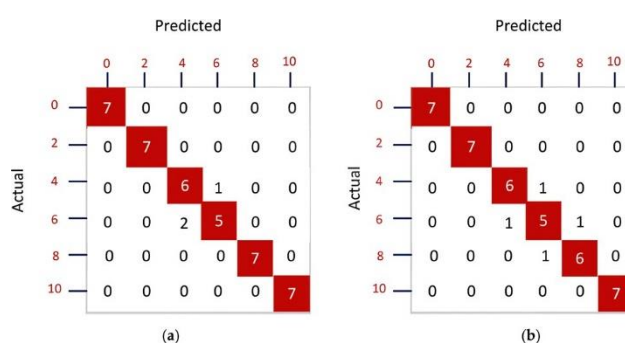 Predicted
0 2 4 6 8 10
Actual
0 7 0 0 0 0 0
2 0 7 0 0 0 0
4 0 0 6 1 0 0
6 0 0 2 5 0 0
8 0 0 0 0 7 0
10 0 0 0 0 0 7
(a)
Predicted
0 2 4 6 8 10
Actual
0 7 0 0 0 0 0
2 0 7 0 0 0 0
4 0 0 6 1 0 0
6 0 0 1 5 1 0
8 0 0 0 1 6 0
10 0 0 0 0 0 7
(b)